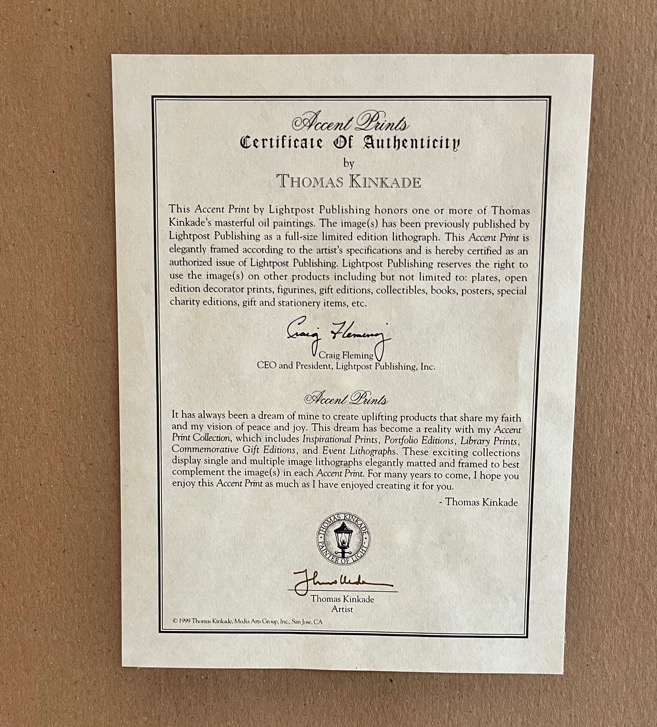 Accent Prints
Certificate Of Authenticity
by
THOMAS KINKADE
This Accent Print by Lightpost Publishing honors one or more of Thomas
Kinkade's masterful oil paintings. The image(s) has been previously published by
Lightpost Publishing as a full-size limited edition lithograph. This Accent Print is
elegantly framed according to the artist's specifications and is hereby certified as an
authorized issue of Lightpost Publishing. Lightpost Publishing reserves the right to
use the image(s) on other products including but not limited to: plates, open
edition decorator prints, figurines, gift editions, collectibles, books, posters, special
charity editions, gift and stationery items, etc.
Craig Fleming
Craig Fleming
CEO and President, Lightpost Publishing, Inc.
Accent Prints
It has always been a dream of mine to create uplifting products that share my faith
and my vision of peace and joy. This dream has become a reality with my Accent
Print Collection, which includes Inspirational Prints, Portfolio Editions, Library Prints,
Commemorative Gift Editions, and Event Lithographs. These exciting collections
display single and multiple image lithographs elegantly matted and framed to best
complement the image(s) in each Accent Print. For many years to come, I hope you
enjoy this Accent Print as much as I have enjoyed creating it for you.
- Thomas Kinkade
THOMAS KINKADE
PAINTER OF LIGHT
Thomas Kinkade
Artist
© 1999 Thomas Kinkade, Media Arts Group, Inc., San Jose, CA